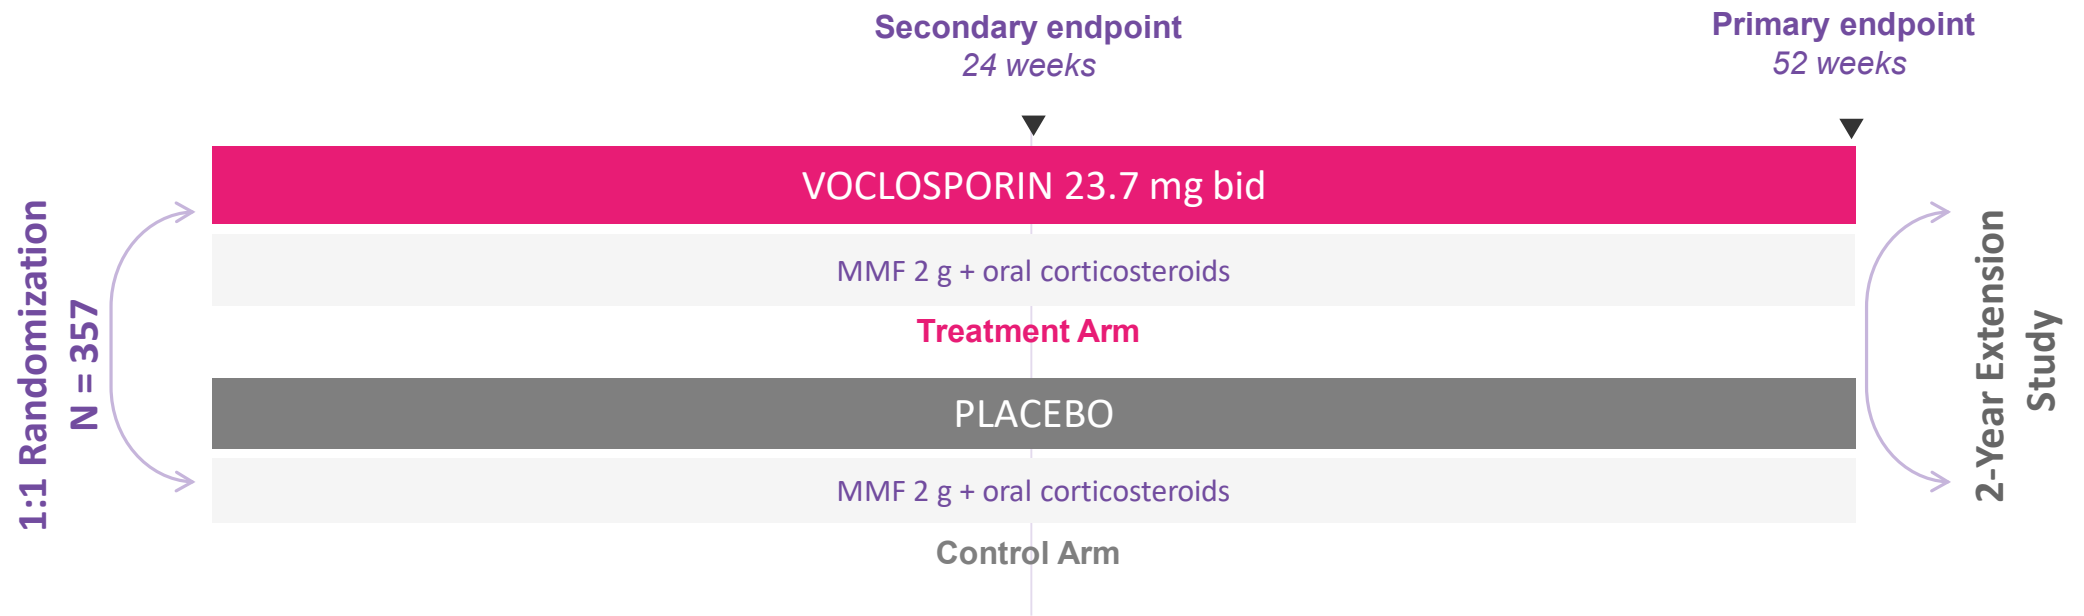 Secondary endpoint
24 weeks
Primary endpoint
52 weeks
1:1 Randomization
N = 357
VOCLOSPORIN 23.7 mg bid
MMF 2 g + oral corticosteroids
Treatment Arm
PLACEBO
MMF 2 g + oral corticosteroids
Control Arm
2-Year Extension
Study